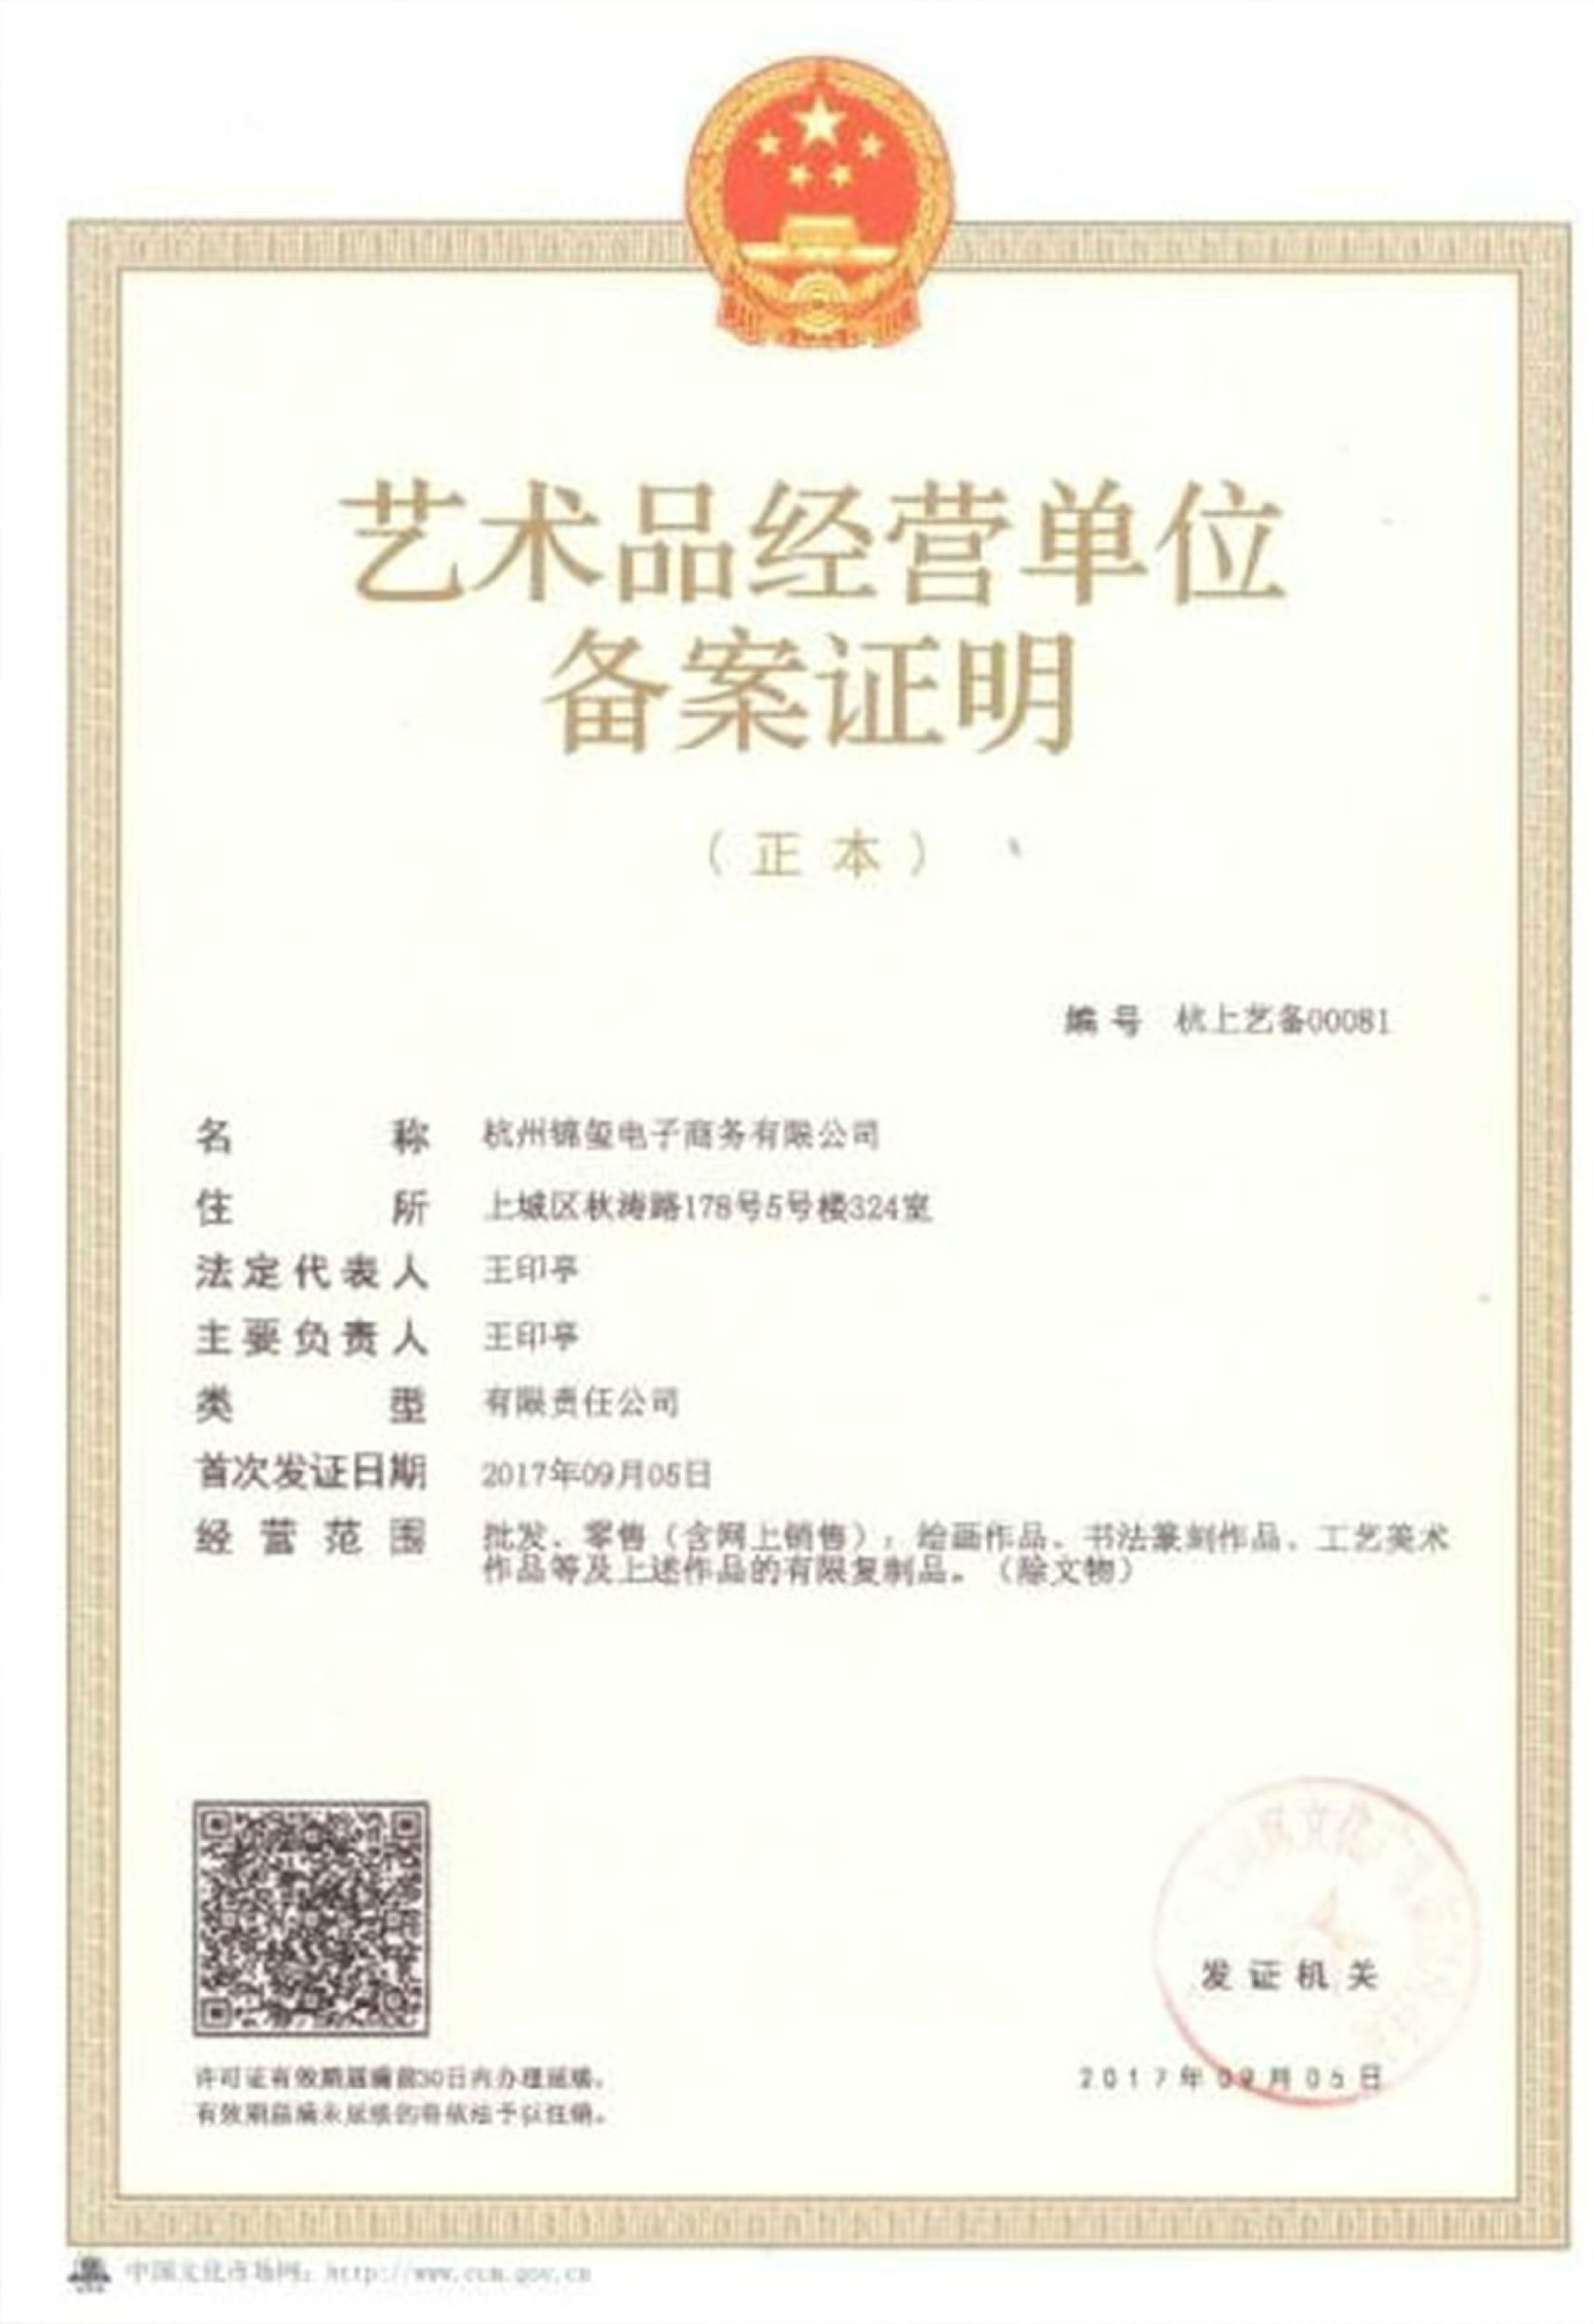 艺术品经营单位
备案证明
（正本）
编号 杭上艺备00081
名称 杭州锦玺电子商务有限公司
住所 上城区秋涛路178号5号楼324室
法定代表人 王印亭
主要负责人 王印亭
类型 有限责任公司
首次发证日期 2017年09月05日
经营范围 批发、零售（含网上销售）：绘画作品、书法篆刻作品、工艺美术
作品等及上述作品的有限复制品。（除文物）
文化
发证机关
2017年09月05日
许可证有效期届满前30日内办理延续。
有效期届满未延续的将依法予以注销。
中国文化市场网：http://www.ccm.gov.cn